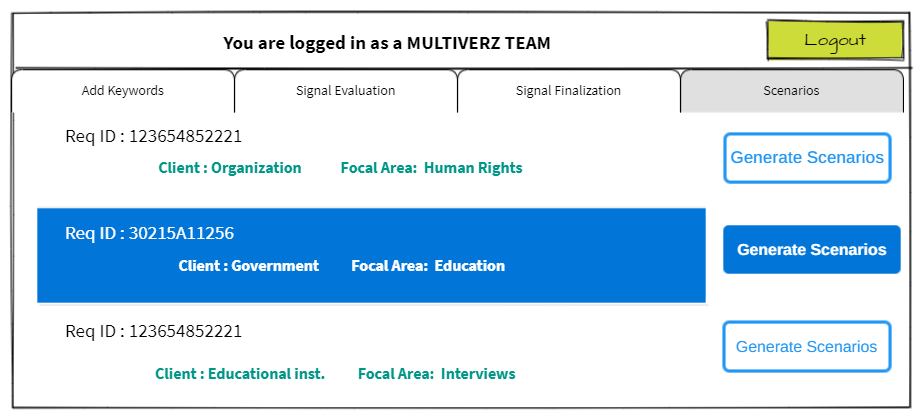 You are logged in as a MULTIVERZ TEAM
Logout
Add Keywords
Signal Evaluation
Signal Finalization
Scenarios
Req ID : 123654852221
Client : Organization Focal Area: Human Rights
Generate Scenarios
Req ID : 30215A11256
Client : Government Focal Area: Education
Generate Scenarios
Req ID : 123654852221
Client : Educational inst. Focal Area: Interviews
Generate Scenarios